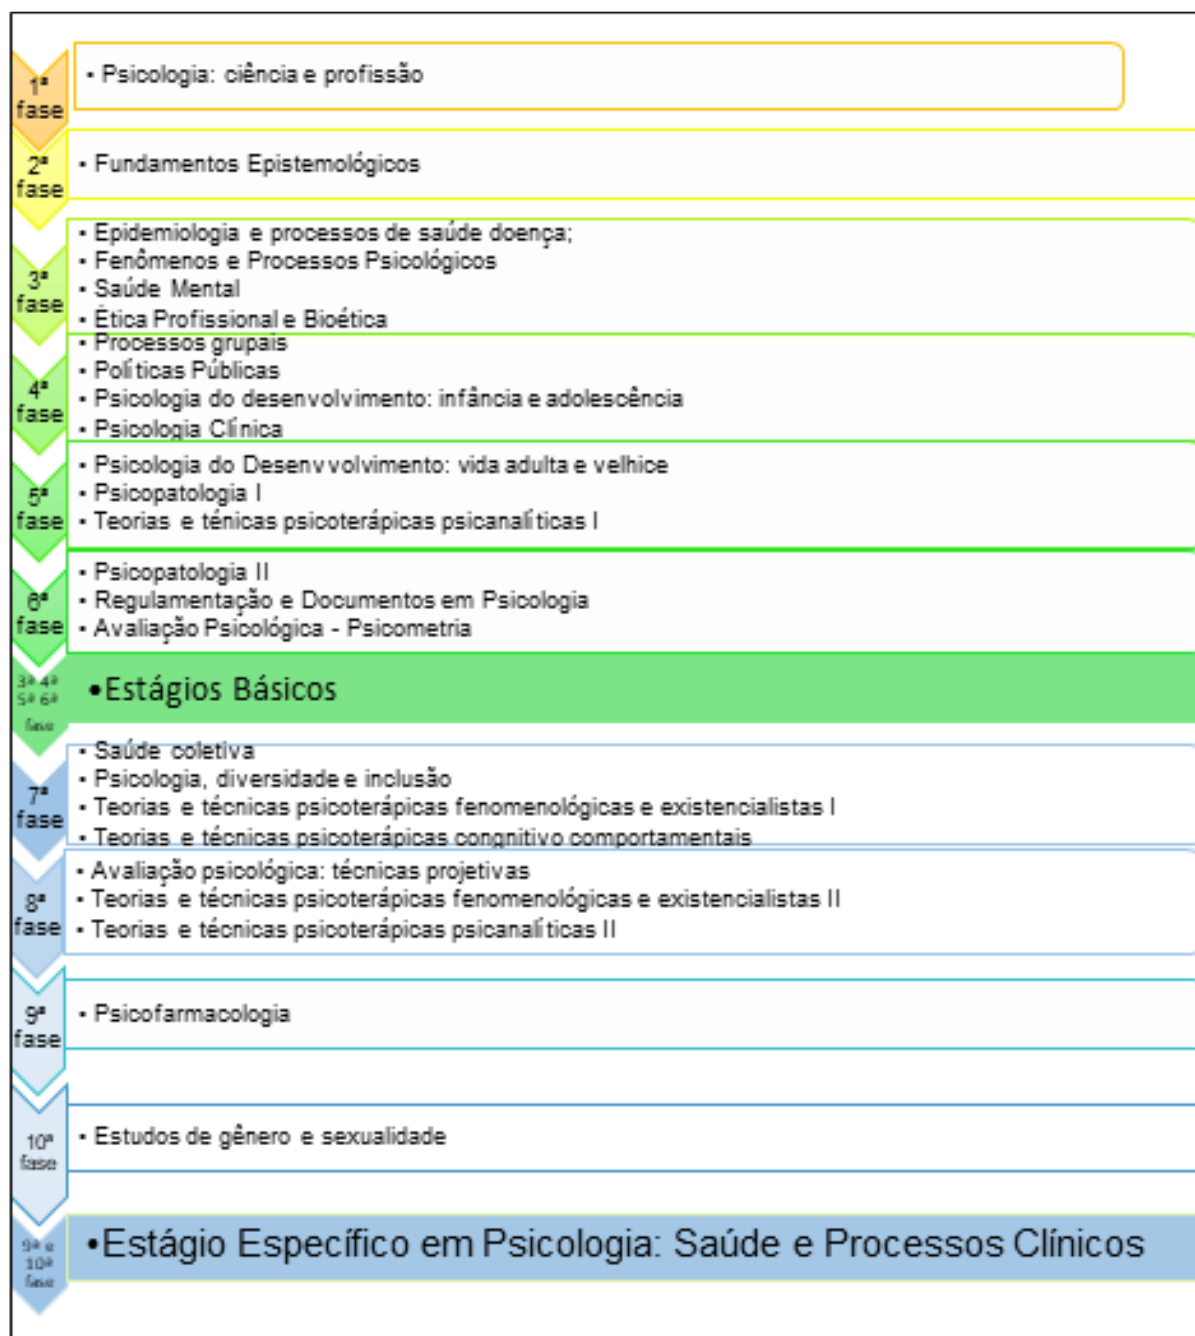 1ª
fase
▪ Psicologia: ciência e profissão
2ª
fase
▪ Fundamentos Epistemológicos
3ª
fase
▪ Epidemiologia e processos de saúde doença;
▪ Fenômenos e Processos Psicológicos
▪ Saúde Mental
▪ Ética Profissional e Bioética
4ª
fase
▪ Processos grupais
▪ Políticas Públicas
▪ Psicologia do desenvolvimento: infância e adolescência
▪ Psicologia Clínica
5ª
fase
▪ Psicologia do Desenvvolvimento: vida adulta e velhice
▪ Psicopatologia I
▪ Teorias e ténicas psicoterápicas psicanalíticas I
6ª
fase
▪ Psicopatologia II
▪ Regulamentação e Documentos em Psicologia
▪ Avaliação Psicológica - Psicometria
3ª 4ª
5ª 6ª
fase
•Estágios Básicos
7ª
fase
▪ Saúde coletiva
▪ Psicologia, diversidade e inclusão
▪ Teorias e técnicas psicoterápicas fenomenológicas e existencialistas I
▪ Teorias e técnicas psicoterápicas congnitivo comportamentais
8ª
fase
▪ Avaliação psicológica: técnicas projetivas
▪ Teorias e técnicas psicoterápicas fenomenológicas e existencialistas II
▪ Teorias e técnicas psicoterápicas psicanalíticas II
9ª
fase
▪ Psicofarmacologia
10ª
fase
▪ Estudos de gênero e sexualidade
9ª e
10ª
fase
•Estágio Específico em Psicologia: Saúde e Processos Clínicos